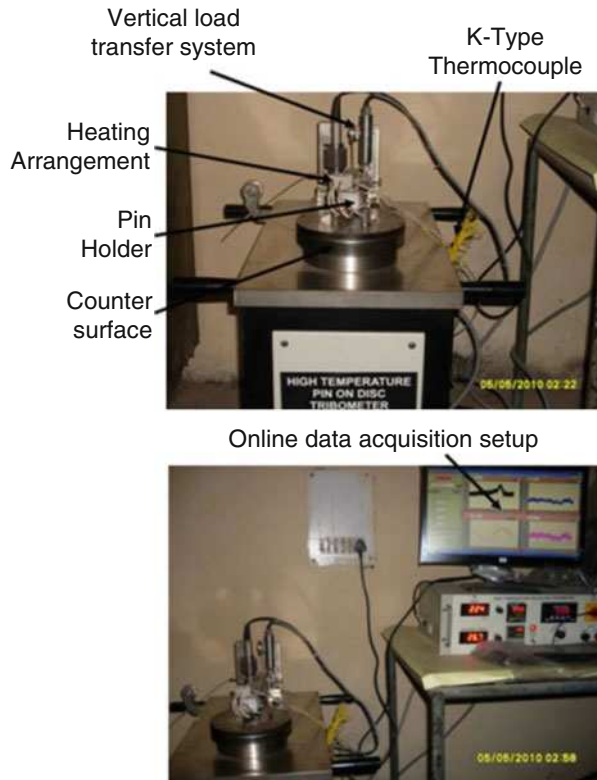 Vertical load
transfer system
K-Type
Thermocouple
Heating
Arrangement
Pin
Holder
Counter
surface
HIGH TEMPERATURE
PIN ON DISC
TRIBOMETER
05/05/2010 02:22
Online data acquisition setup
05/05/2010 02:58